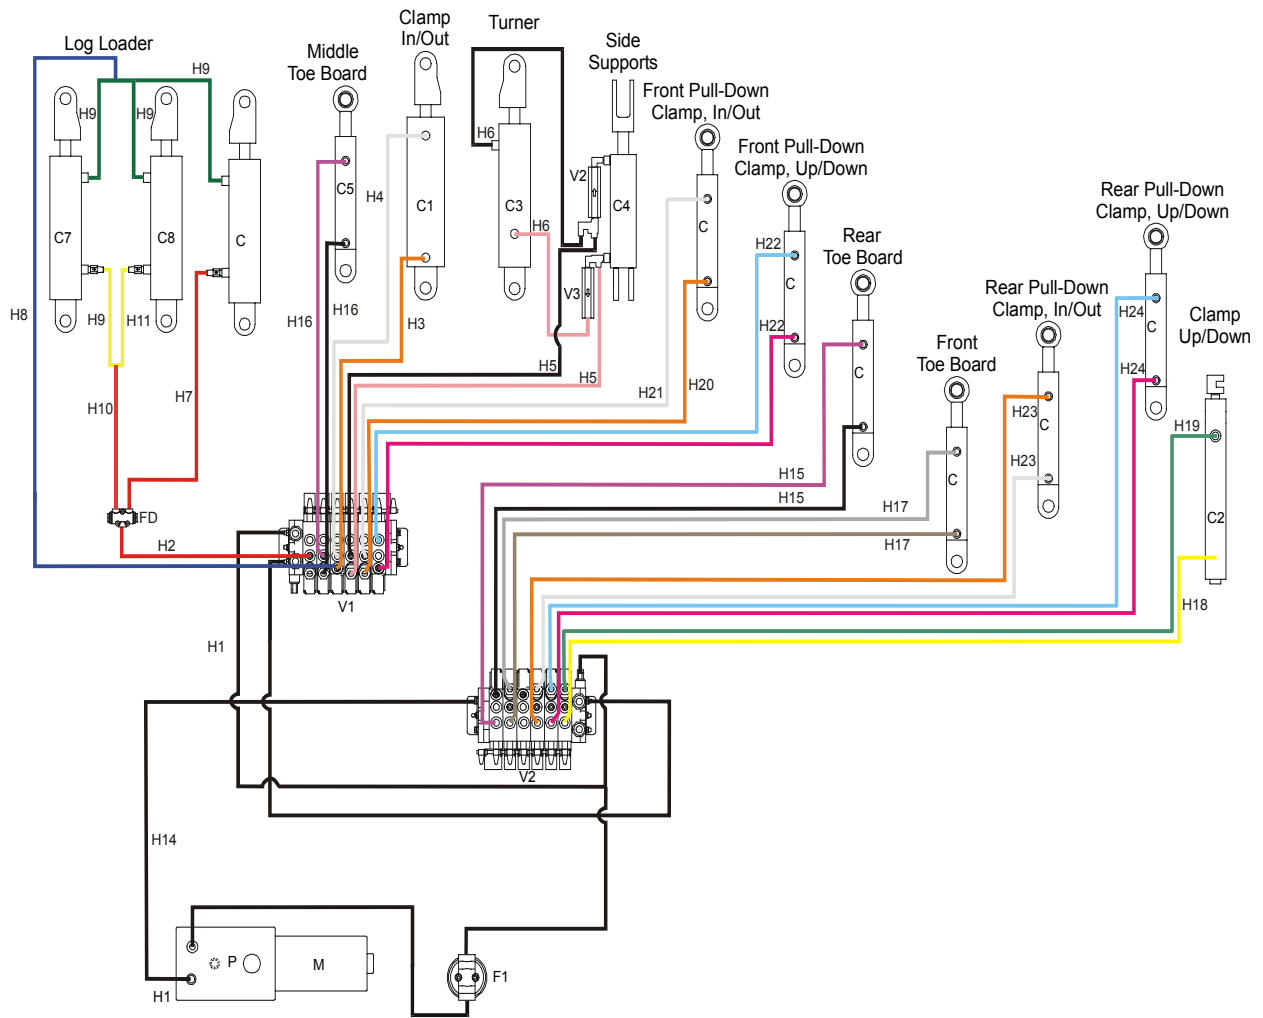 Log Loader
Middle
Toe Board
Clamp
In/Out
Turner
Side
Supports
Front Pull-Down
Clamp, In/Out
Front Pull-Down
Clamp, Up/Down
Rear
Toe Board
Front
Toe Board
Rear Pull-Down
Clamp, In/Out
Rear Pull-Down
Clamp, Up/Down
Clamp
Up/Down
H9
H9
H9
H6
V2
H4
C5
C1
C3
H6
C4
C
C7
C8
C
H22
C
H8
H9
H11
H16
H16
H3
V3
H22
H24
C
H5
H5
H21
H20
C
H24
H10
H7
H23
C
H19
H15
H15
C
H23
H17
H17
C2
FD
H2
V1
H18
H1
V2
H14
P
M
F1
H1